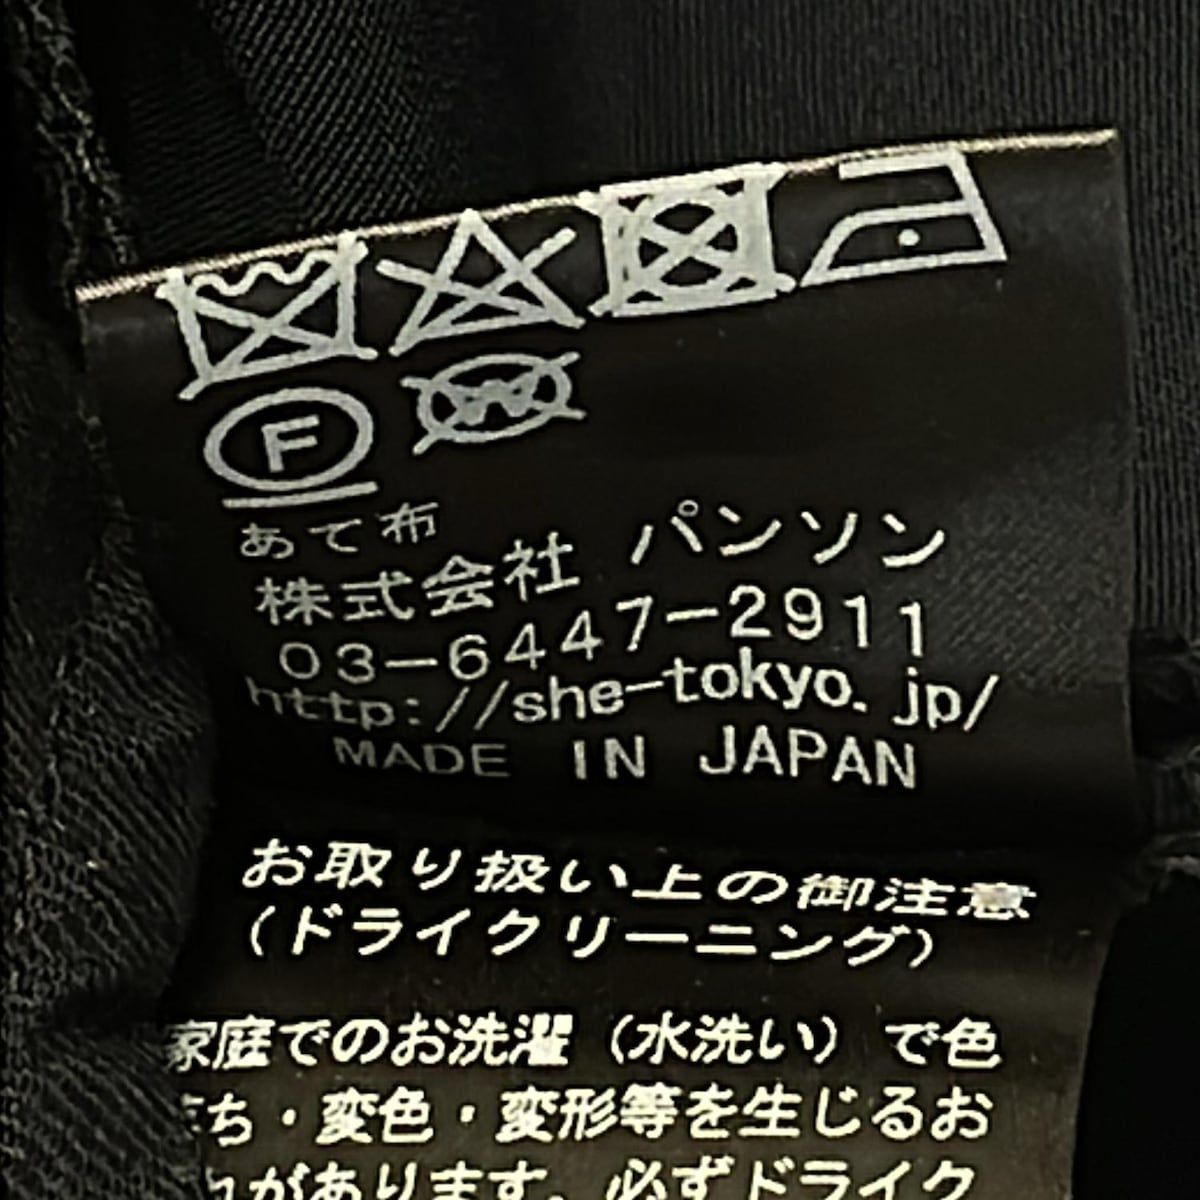 F W
あて布
株式会社 パンソン
03-6447-2911
http://she-tokyo.jp/
MADE IN JAPAN
お取り扱い上の御注意
(ドライクリーニング)
家庭でのお洗濯(水洗い)で色
落ち・変色・変形等を生じるお
それがあります。必ずドライク